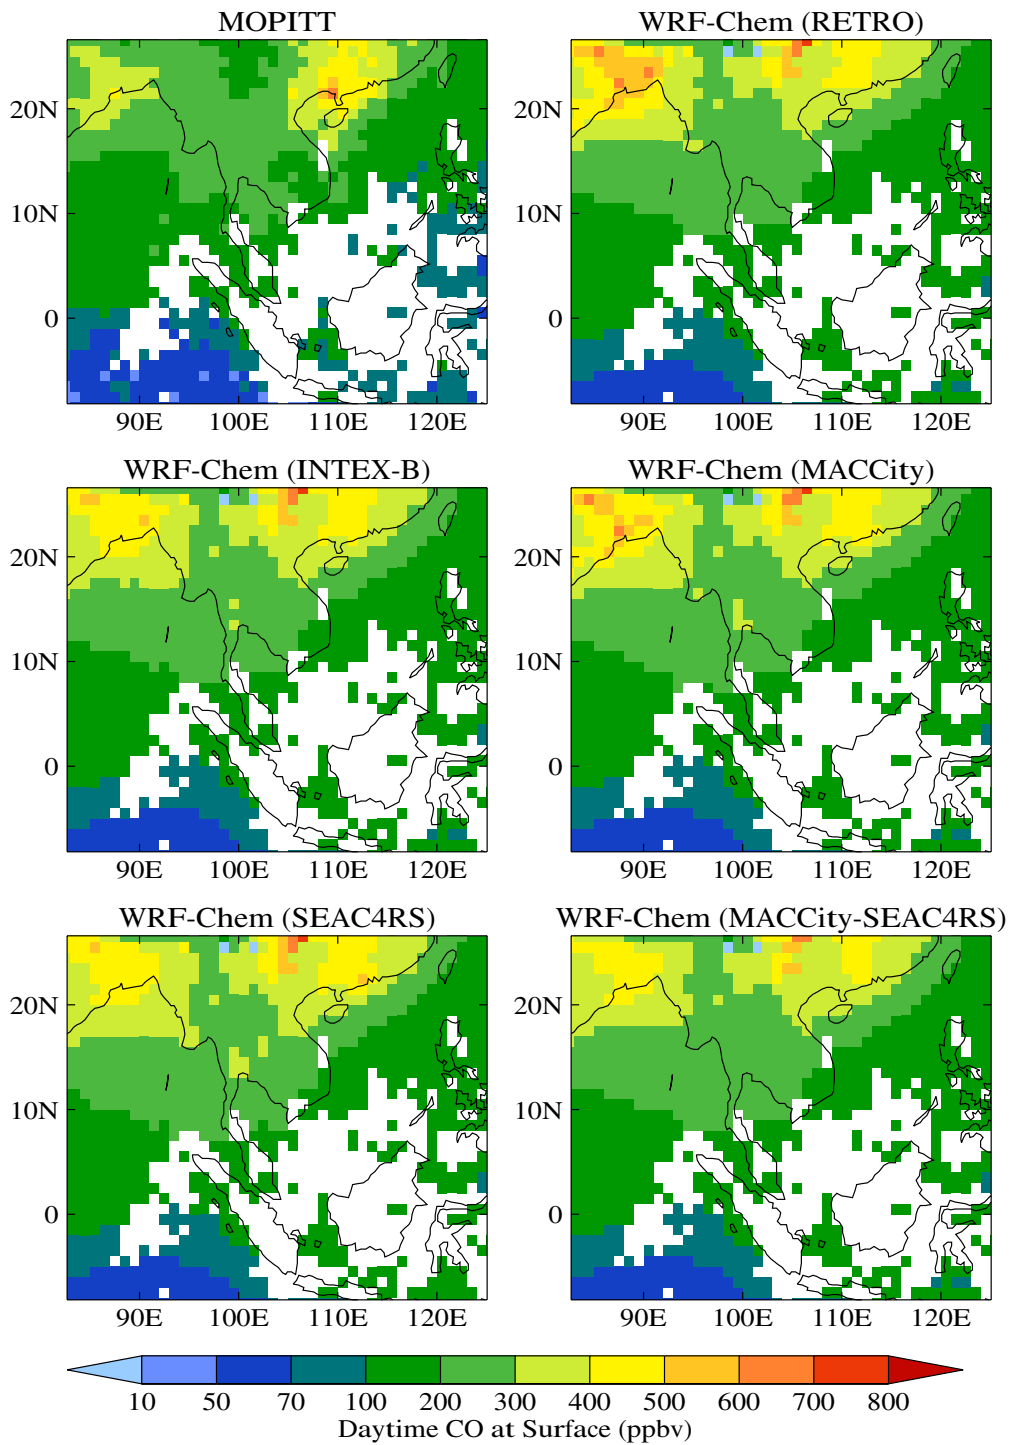 MOPITT
WRF-Chem (RETRO)
20N
10N
0
90E 100E 110E 120E
20N
10N
0
90E 100E 110E 120E
WRF-Chem (INTEX-B)
WRF-Chem (MACCity)
20N
10N
0
90E 100E 110E 120E
20N
10N
0
90E 100E 110E 120E
WRF-Chem (SEAC4RS)
WRF-Chem (MACCity-SEAC4RS)
20N
10N
0
90E 100E 110E 120E
20N
10N
0
90E 100E 110E 120E
10 50 70 100 200 300 400 500 600 700 800
Daytime CO at Surface (ppbv)